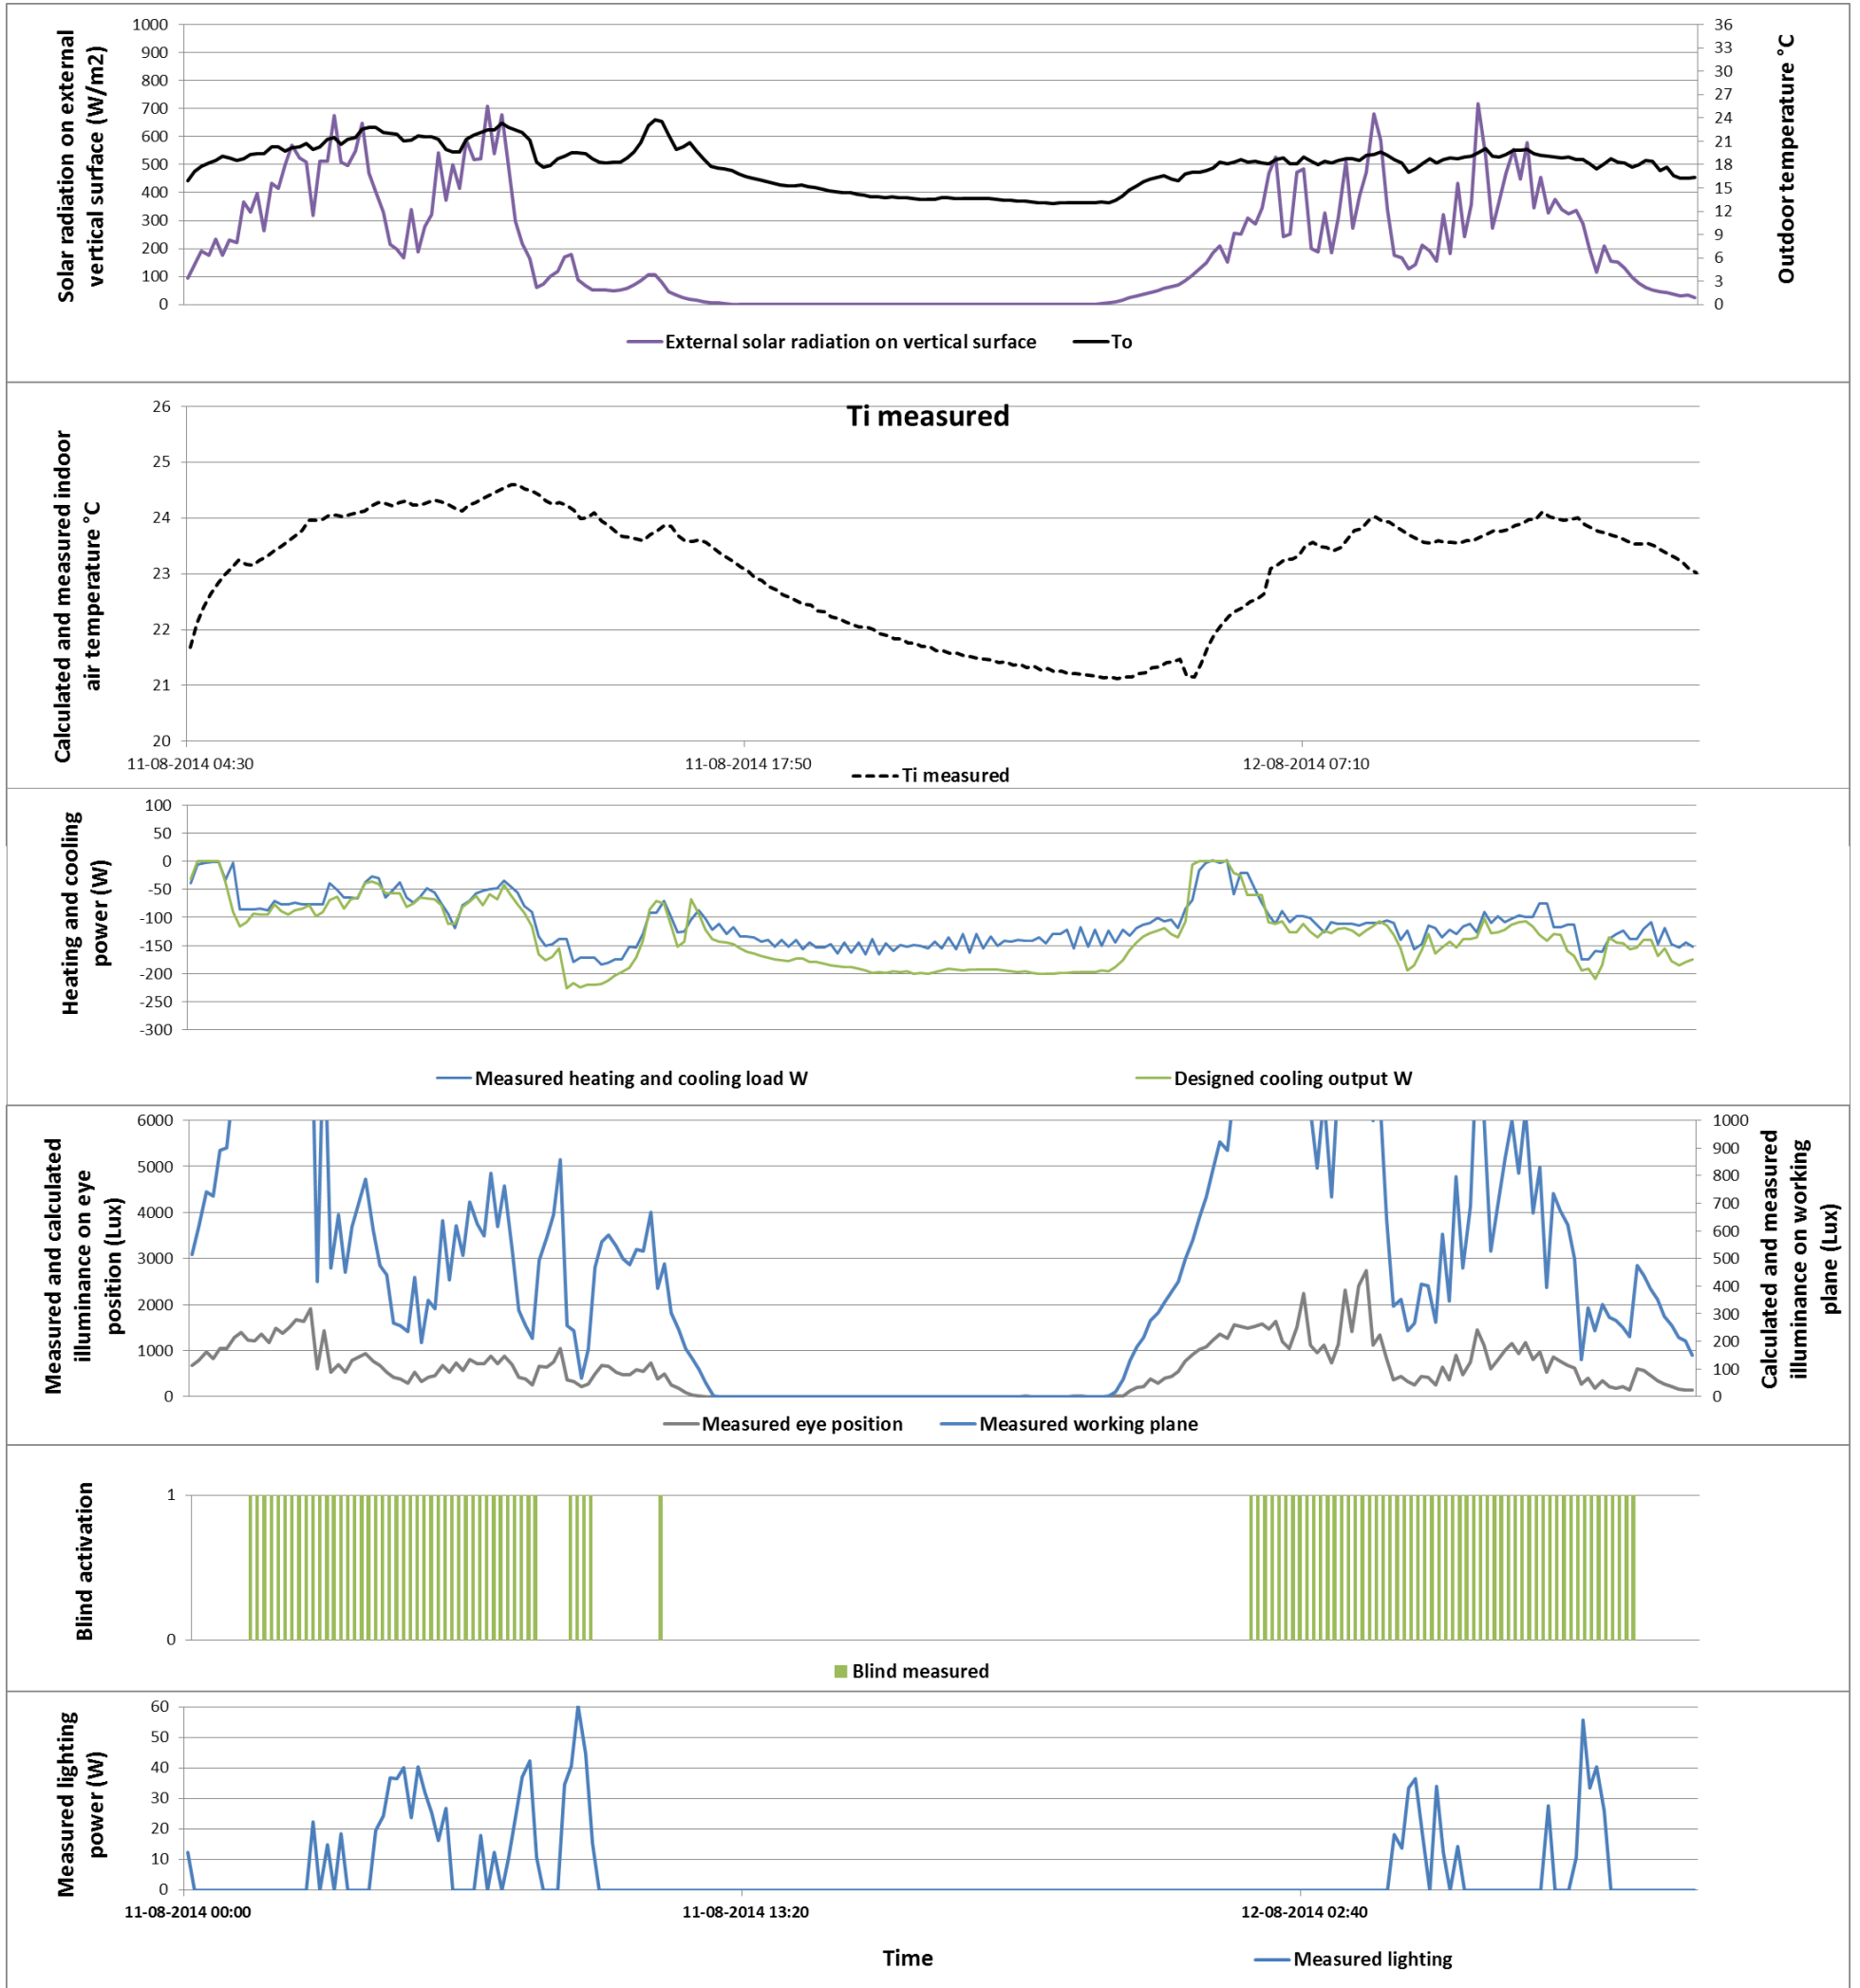 Solar radiation on external
vertical surface (W/m2)
1000
900
800
700
600
500
400
300
200
100
0
36
33
30
27
24
21
18
15
12
9
6
3
0
Outdoor temperature °C
External solar radiation on vertical surface
To
Calculated and measured indoor
air temperature °C
Ti measured
26
25
24
23
22
21
20
11-08-2014 04:30
11-08-2014 17:50
12-08-2014 07:10
Ti measured
Heating and cooling
power (W)
100
50
0
-50
-100
-150
-200
-250
-300
Measured heating and cooling load W
Designed cooling output W
Measured and calculated
illuminance on eye
position (Lux)
6000
5000
4000
3000
2000
1000
0
1000
900
800
700
600
500
400
300
200
100
0
Calculated and measured
illuminance on working
plane (Lux)
Measured eye position
Measured working plane
Blind activation
1
0
Blind measured
Measured lighting
power (W)
60
50
40
30
20
10
0
11-08-2014 00:00
11-08-2014 13:20
12-08-2014 02:40
Time
Measured lighting